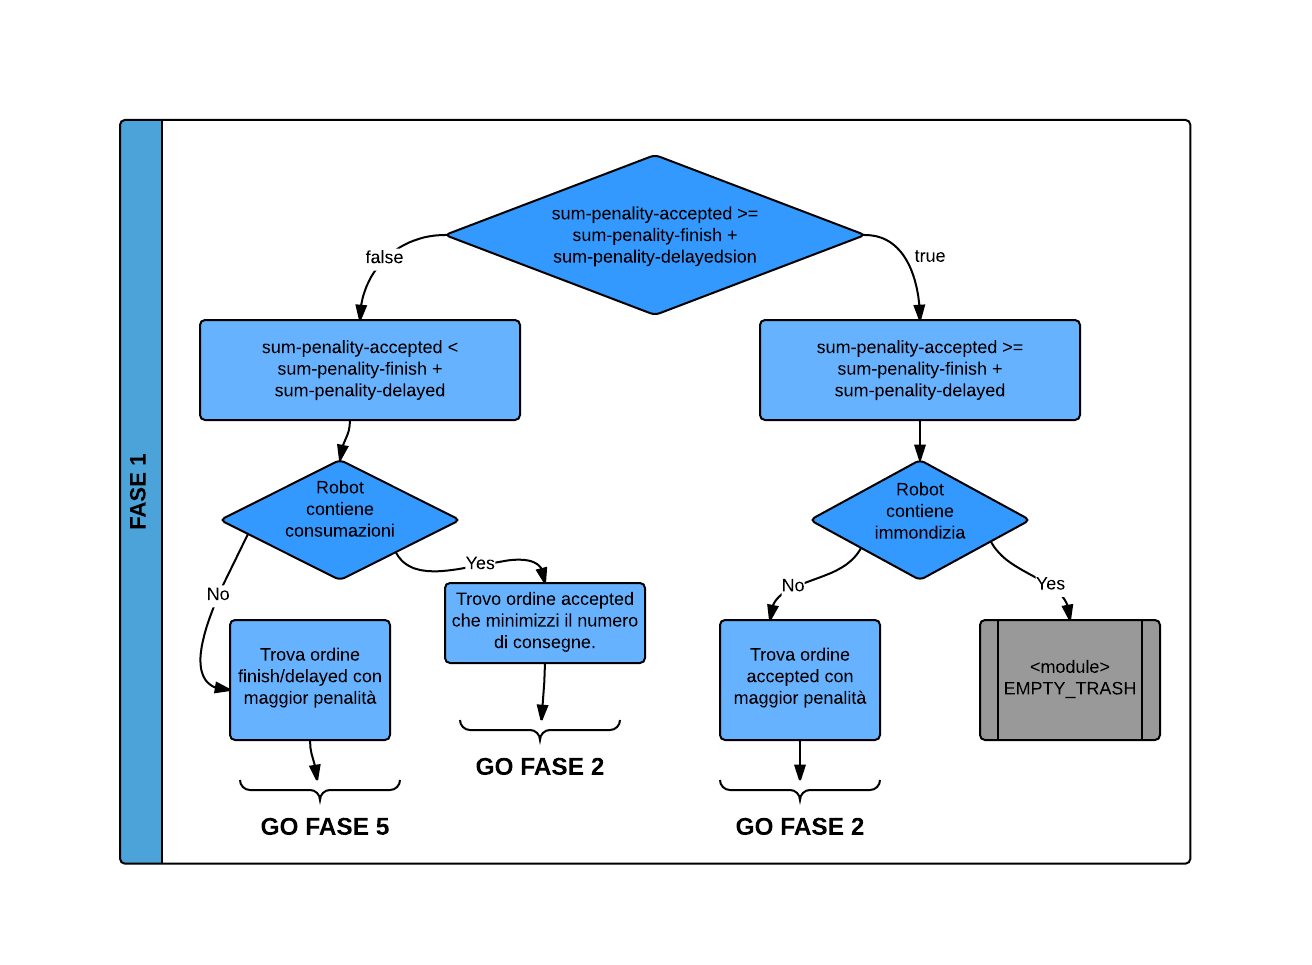 FASE 1
sum-penality-accepted >=
sum-penality-finish +
sum-penality-delayedsion
false
true
sum-penality-accepted <
sum-penality-finish +
sum-penality-delayed
sum-penality-accepted >=
sum-penality-finish +
sum-penality-delayed
Robot
contiene
consumazioni
Robot
contiene
immondizia
No
Yes
No
Yes
Trovo ordine accepted
che minimizzi il numero
di consegne.
Trova ordine
finish/delayed con
maggior penalità
Trova ordine
accepted con
maggior penalità
<module>
EMPTY_TRASH
GO FASE 2
GO FASE 5
GO FASE 2